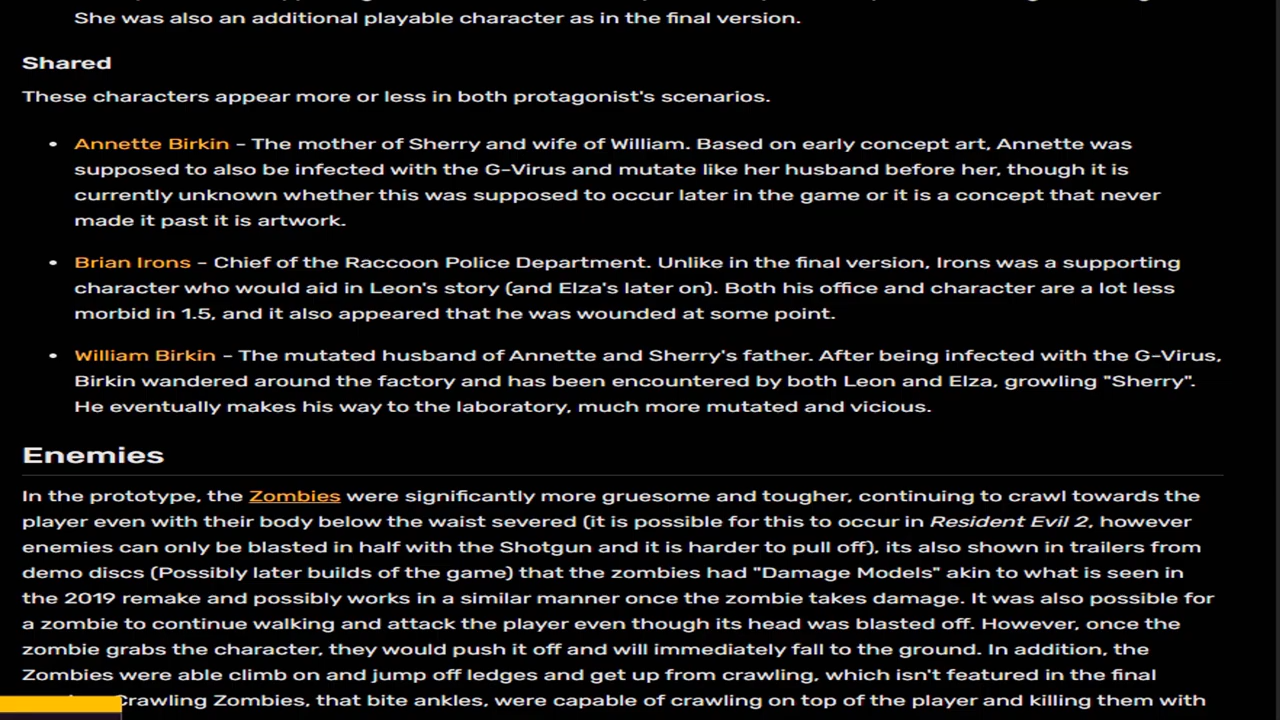 She was also an additional playable character as in the final version.
Shared
These characters appear more or less in both protagonist's scenarios.
• Annette Birkin - The mother of Sherry and wife of William. Based on early concept art, Annette was
supposed to also be infected with the G-Virus and mutate like her husband before her, though it is
currently unknown whether this was supposed to occur later in the game or it is a concept that never
made it past it is artwork.
• Brian Irons - Chief of the Raccoon Police Department. Unlike in the final version, Irons was a supporting
character who would aid in Leon's story (and Elza's later on). Both his office and character are a lot less
morbid in 1.5, and it also appeared that he was wounded at some point.
• William Birkin - The mutated husband of Annette and Sherry's father. After being infected with the G-Virus,
Birkin wandered around the factory and has been encountered by both Leon and Elza, growling "Sherry".
He eventually makes his way to the laboratory, much more mutated and vicious.
Enemies
In the prototype, the Zombies were significantly more gruesome and tougher, continuing to crawl towards the
player even with their body below the waist severed (it is possible for this to occur in Resident Evil 2, however
enemies can only be blasted in half with the Shotgun and it is harder to pull off), its also shown in trailers from
demo discs (Possibly later builds of the game) that the zombies had "Damage Models" akin to what is seen in
the 2019 remake and possibly works in a similar manner once the zombie takes damage. It was also possible for
a zombie to continue walking and attack the player even though its head was blasted off. However, once the
zombie grabs the character, they would push it off and will immediately fall to the ground. In addition, the
Zombies were able climb on and jump off ledges and get up from crawling, which isn't featured in the final
Crawling Zombies, that bite ankles, were capable of crawling on top of the player and killing them with